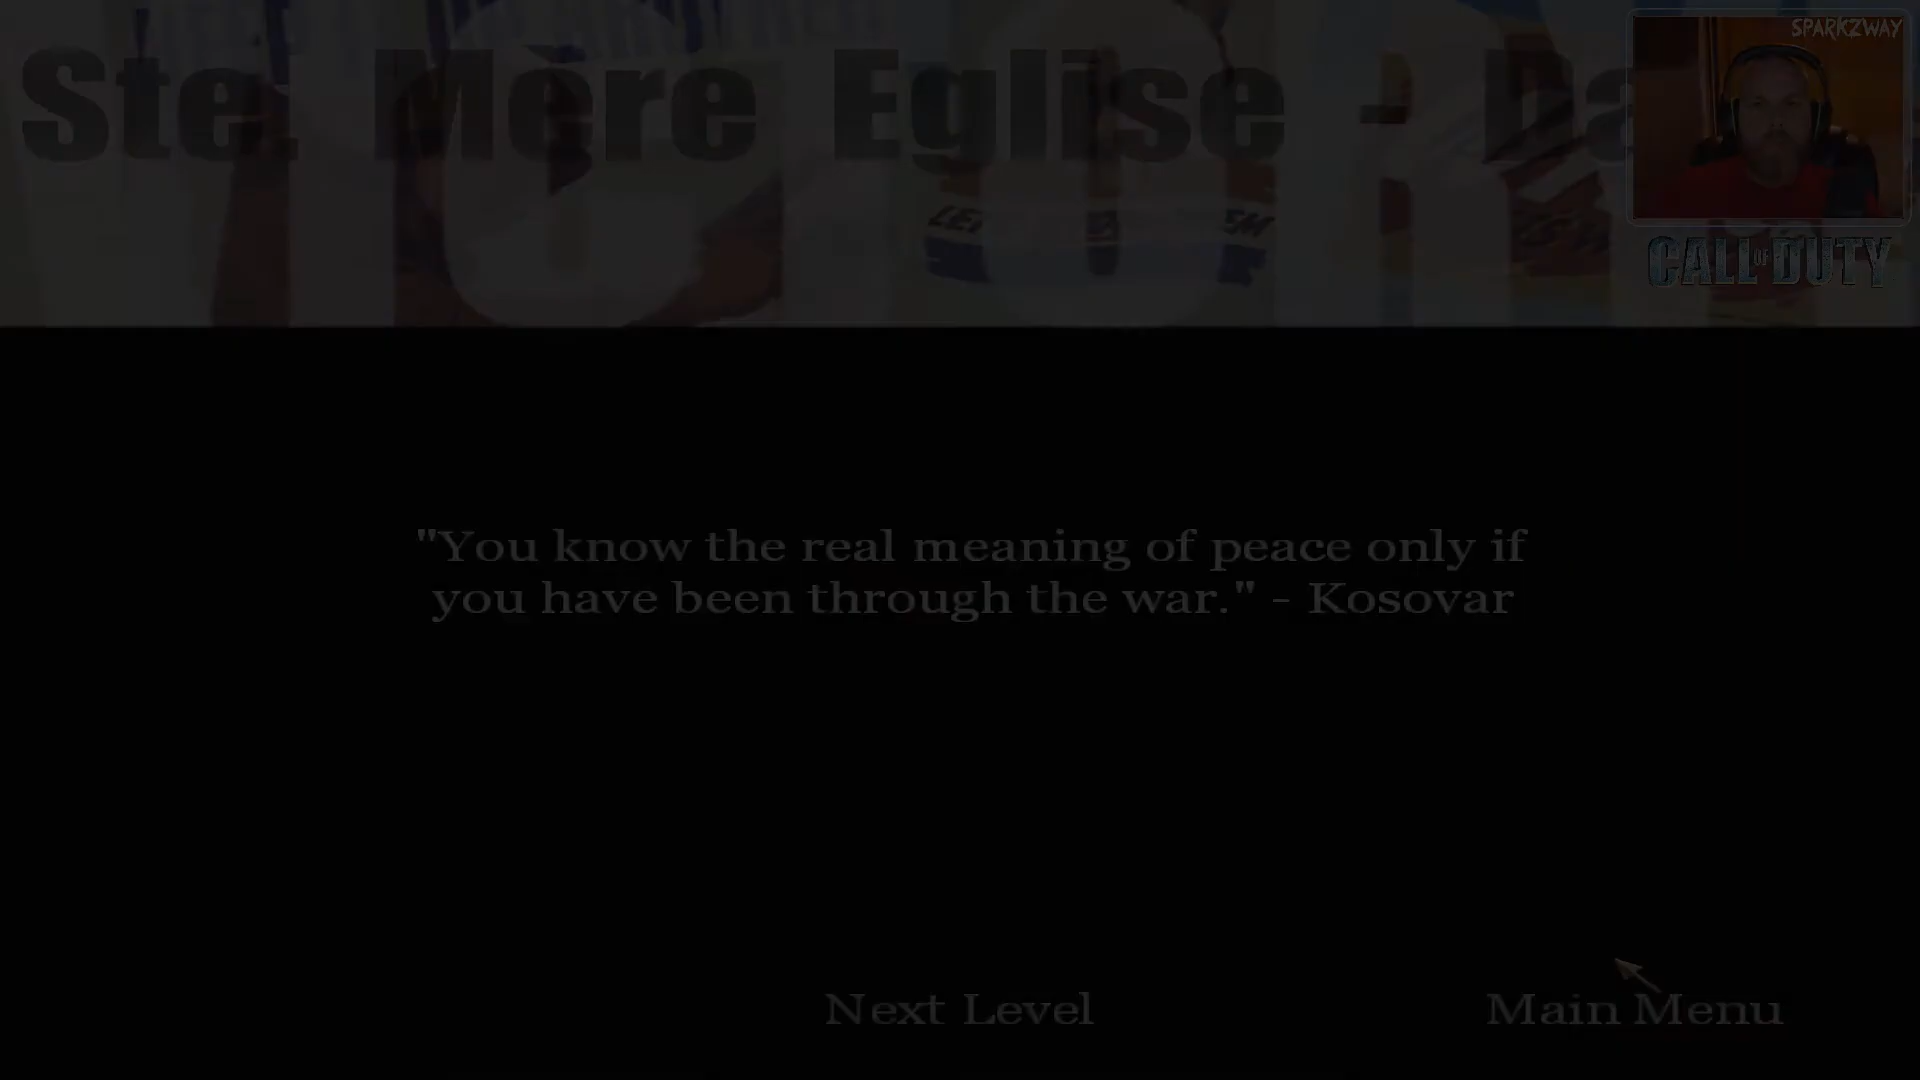 SPARKZWAY
Ste. Mère Eglise - Da
CALL OF DUTY
"You know the real meaning of peace only if
you have been through the war." - Kosovar
Next Level
Main Menu